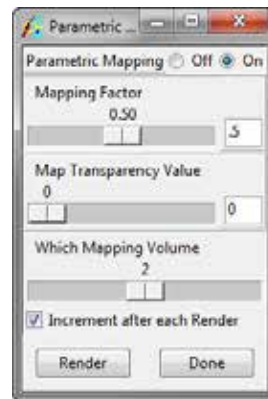 Parametric ...
Parametric Mapping Off On
Mapping Factor
0.50
.5
Map Transparency Value
0
0
Which Mapping Volume
2
Increment after each Render
Render Done